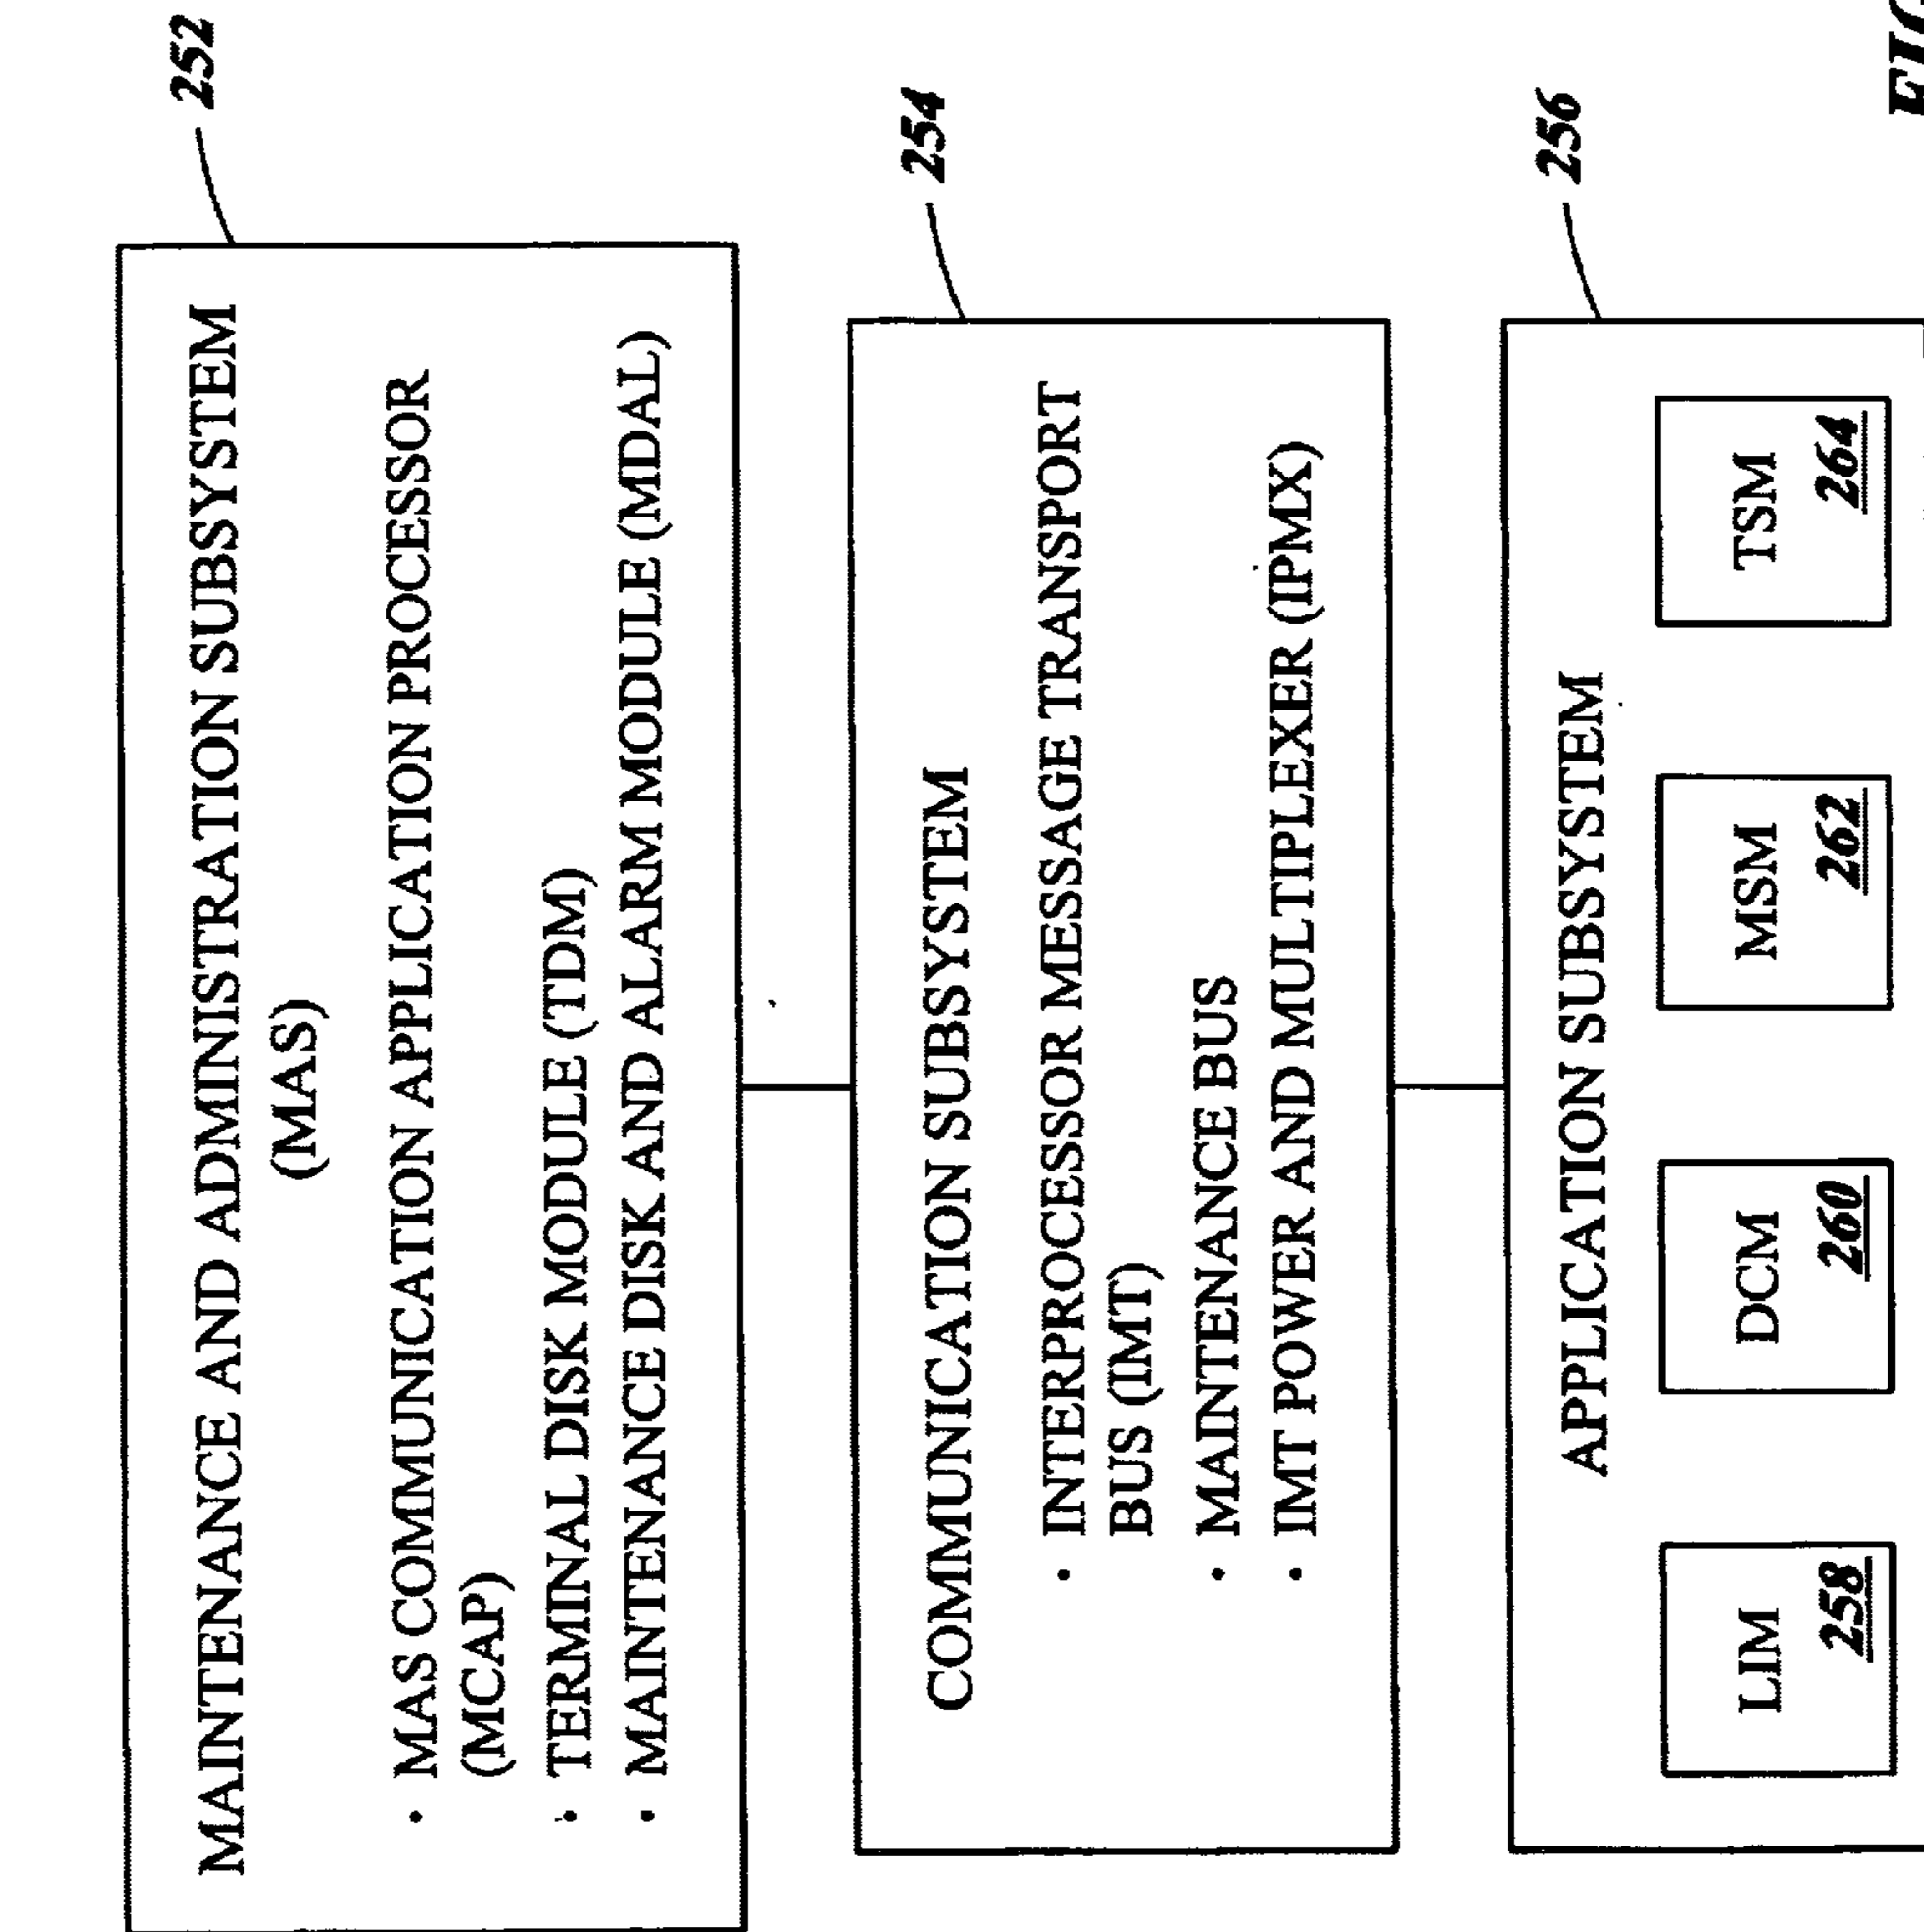 252
MAINTENANCE AND ADMINISTRATION SUBSYSTEM
(MAS)
· MAS COMMUNICATION APPLICATION PROCESSOR
(MCAP)
· TERMINAL DISK MODULE (TDM)
· MAINTENANCE DISK AND ALARM MODULE (MDAL)
254
COMMUNICATION SUBSYSTEM
· INTERPROCESSOR MESSAGE TRANSPORT
BUS (IMT)
· MAINTENANCE BUS
· IMT POWER AND MULTIPLEXER (IPMX)
256
APPLICATION SUBSYSTEM
LIM
258
DCM
260
MSM
262
TSM
264